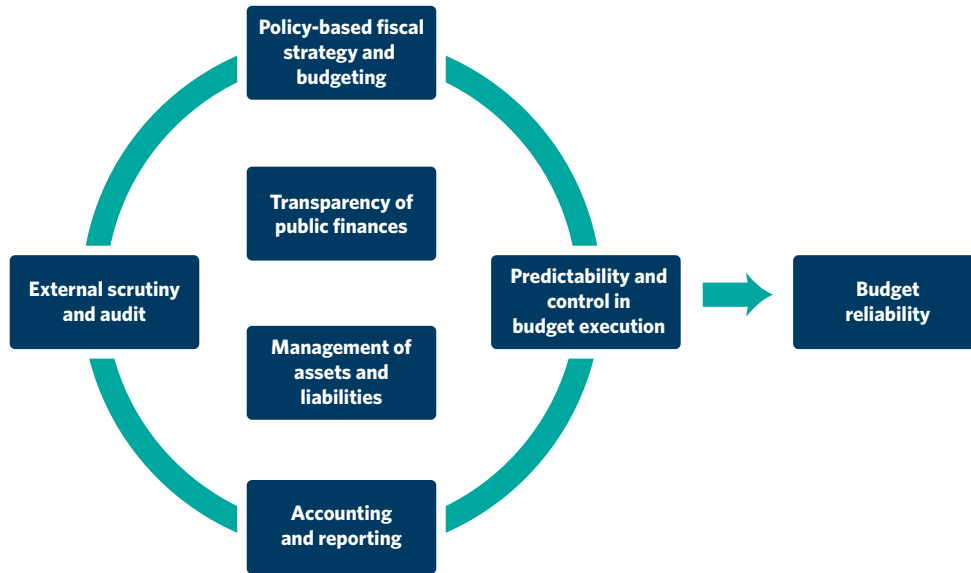 Policy-based fiscal
strategy and
budgeting
Transparency of
public finances
External scrutiny
and audit
Predictability and
control in
budget execution
Budget
reliability
Management of
assets and
liabilities
Accounting
and reporting